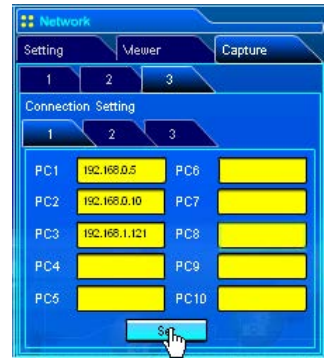 Network
Setting Viewer Capture
1 2 3
Connection Setting
1 2 3
PC1 192.168.0.5 PC6
PC2 192.168.0.10 PC7
PC3 192.168.1.121 PC8
PC4 PC9
PC5 PC10
Set